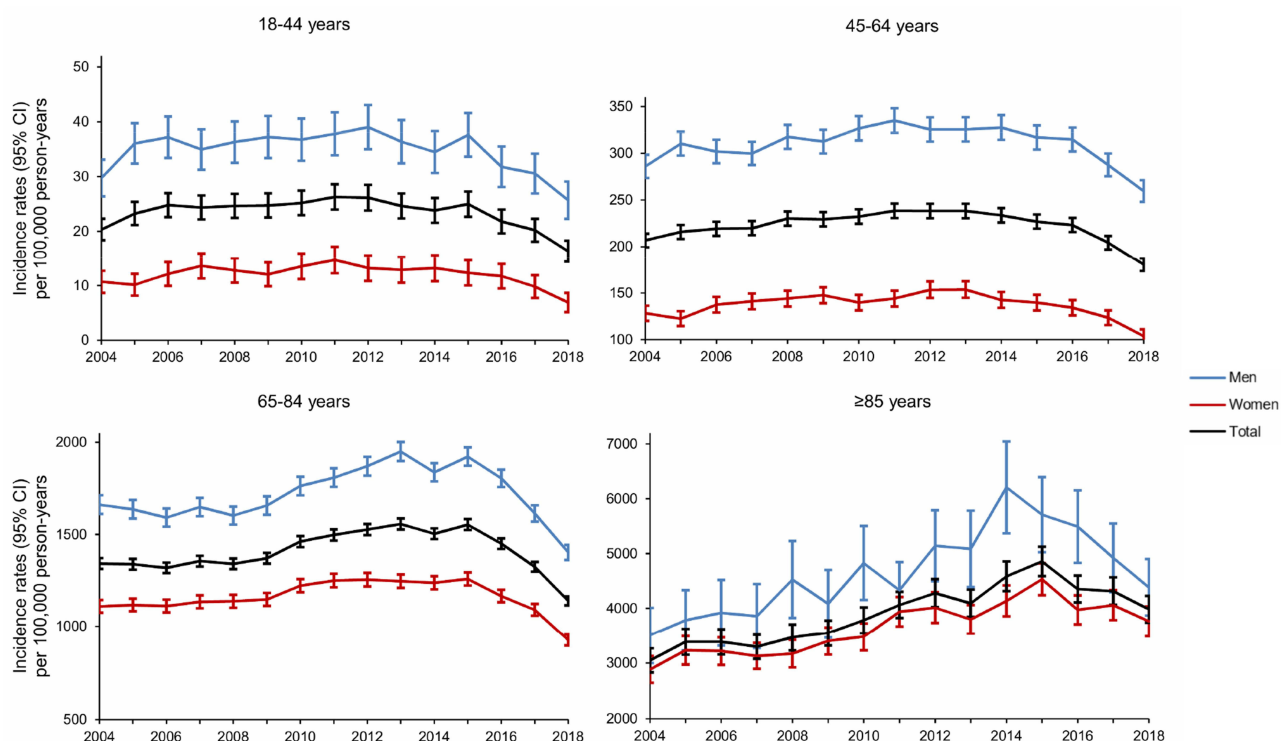 18-44 years
45-64 years
Incidence rates (95% CI)
per 100,000 person-years
50
40
30
20
10
0
2004 2006 2008 2010 2012 2014 2016 2018
350
300
250
200
150
100
2004 2006 2008 2010 2012 2014 2016 2018
65-84 years
≥85 years
Incidence rates (95% CI)
per 100,000 person-years
2000
1500
1000
500
2004 2006 2008 2010 2012 2014 2016 2018
7000
6000
5000
4000
3000
2000
2004 2006 2008 2010 2012 2014 2016 2018
Men
Women
Total